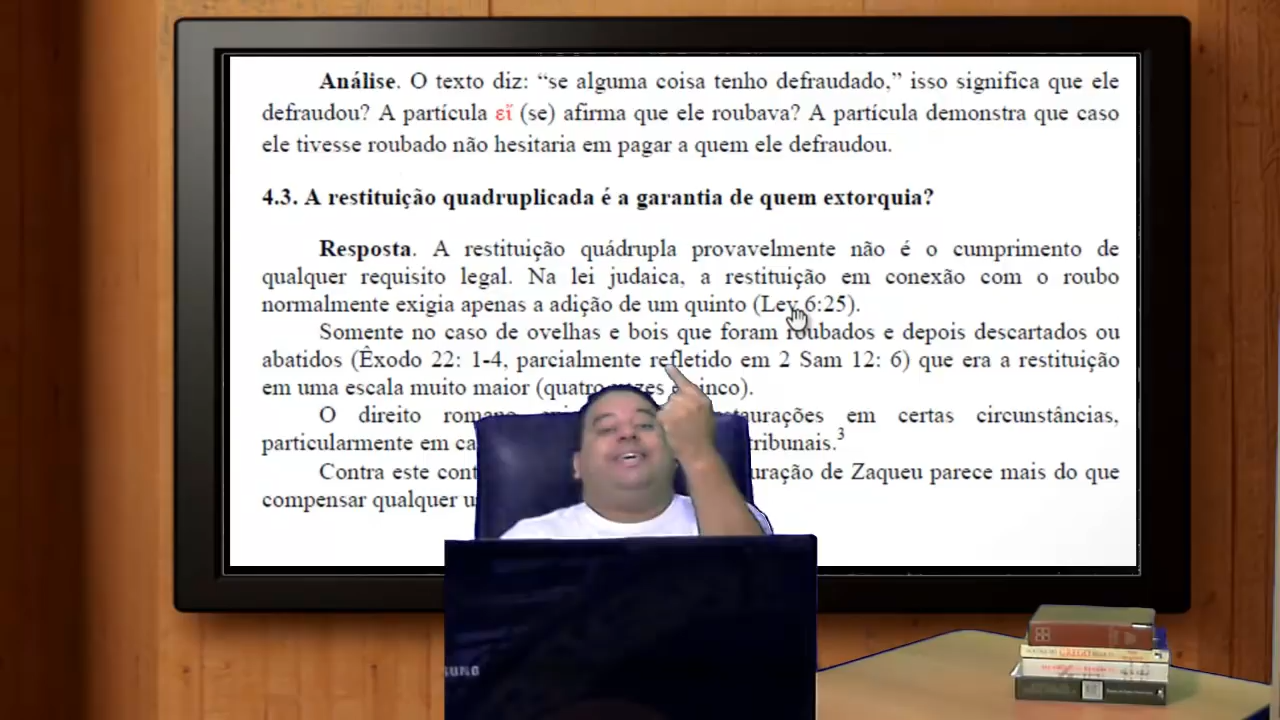 Análise. O texto diz: “se alguma coisa tenho defraudado,” isso significa que ele
defraudou? A partícula εἴ (se) afirma que ele roubava? A partícula demonstra que caso
ele tivesse roubado não hesitaria em pagar a quem ele defraudou.
4.3. A restituição quadruplicada é a garantia de quem extorquia?
Resposta. A restituição quádrupla provavelmente não é o cumprimento de
qualquer requisito legal. Na lei judaica, a restituição em conexão com o roubo
normalmente exigia apenas a adição de um quinto (Lev 6:25).
Somente no caso de ovelhas e bois que foram roubados e depois descartados ou
abatidos (Êxodo 22: 1-4, parcialmente refletido em 2 Sam 12: 6) que era a restituição
em uma escala muito maior (quatro vezes e cinco).
O direito em certas circunstâncias,
particularmente em tribunais.3
Contra este de Zaqueu parece mais do que
compensar qualquer
GREGO